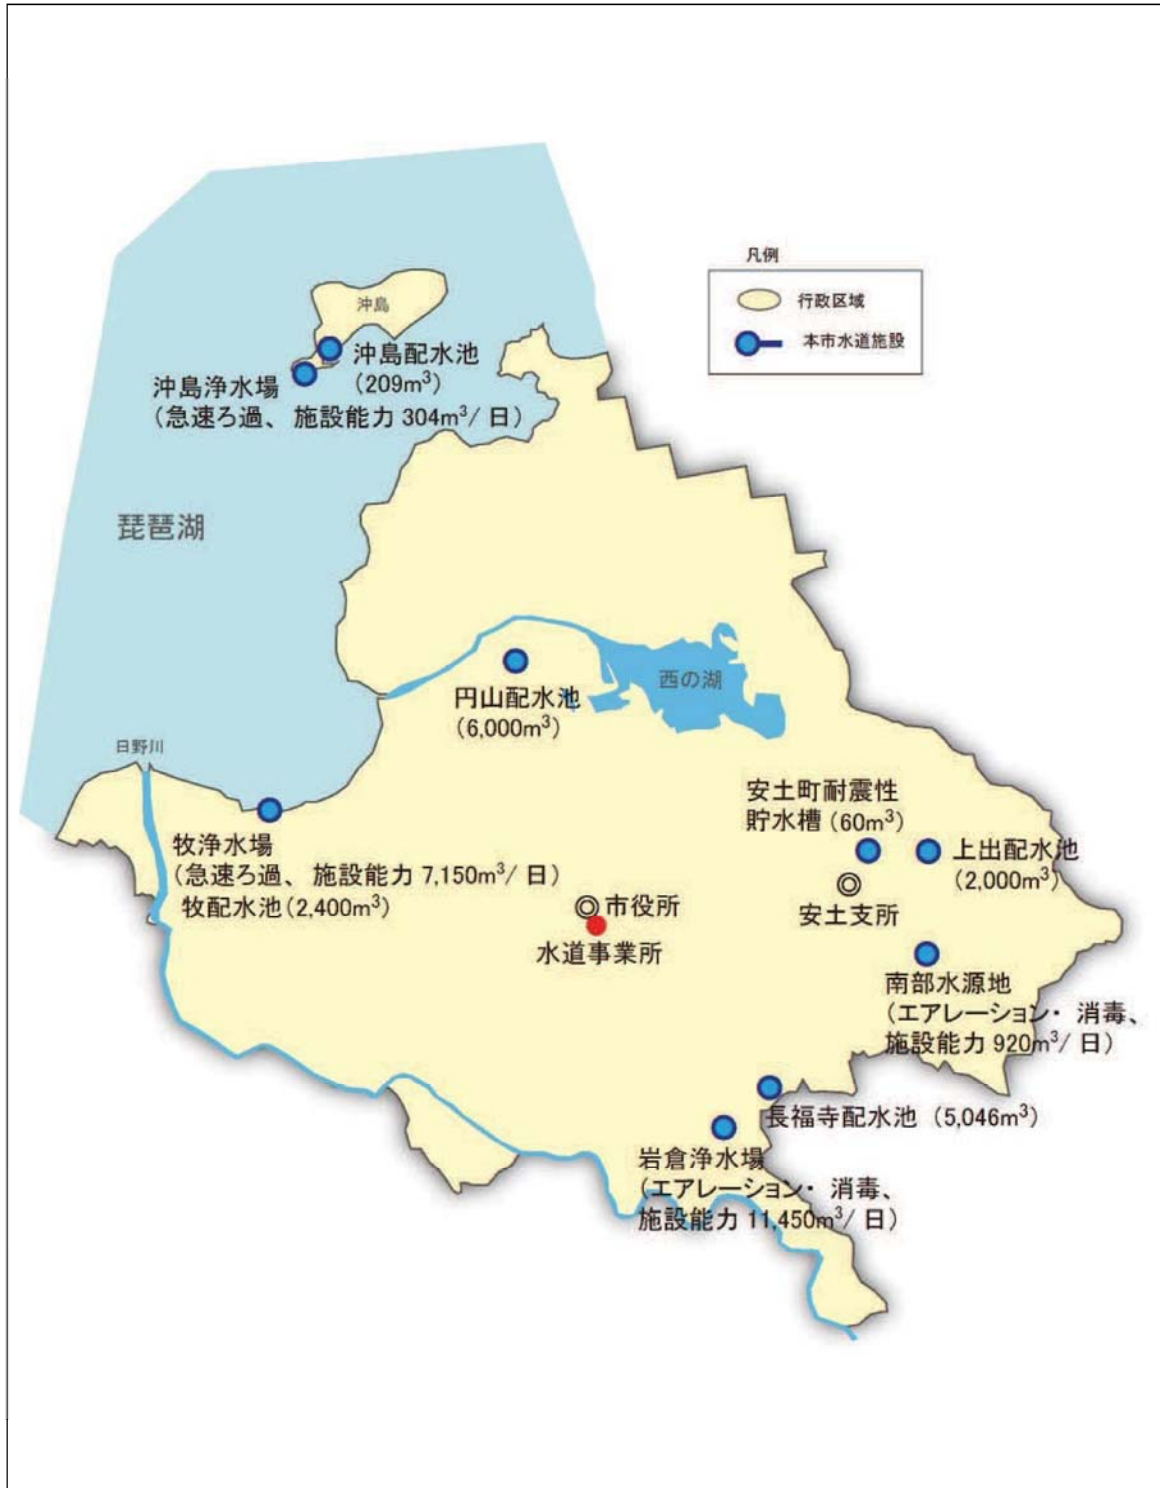 凡例
行政区域
本市水道施設
沖島
沖島配水池
(209m³)
沖島浄水場
(急速ろ過、施設能力 304m³/日)
琵琶湖
西の湖
円山配水池
(6,000m³)
日野川
安土町耐震性
貯水槽(60m³)
上出配水池
(2,000m³)
安土支所
牧浄水場
(急速ろ過、施設能力 7,150m³/日)
牧配水池(2,400m³)
市役所
水道事業所
南部水源地
(エアレーション・消毒、
施設能力 920m³/日)
長福寺配水池 (5,046m³)
岩倉浄水場
(エアレーション・消毒、
施設能力 11,450m³/日)